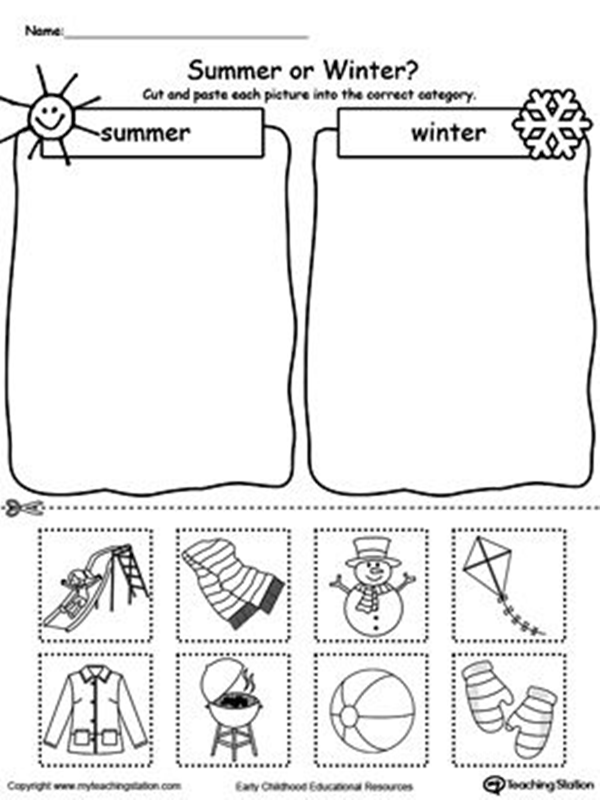 Name:
Summer or Winter?
Cut and paste each picture into the correct category.
summer
winter
Copyright www.myteachingstation.com
Early Childhood Educational Resources
my TeachingStation